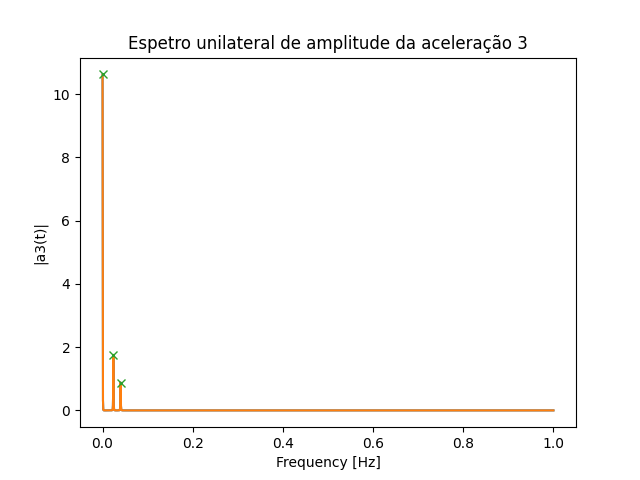 Espetro unilateral de amplitude da aceleração 3
10
8
6
4
2
0
|a3(t)|
0.0 0.2 0.4 0.6 0.8 1.0
Frequency [Hz]